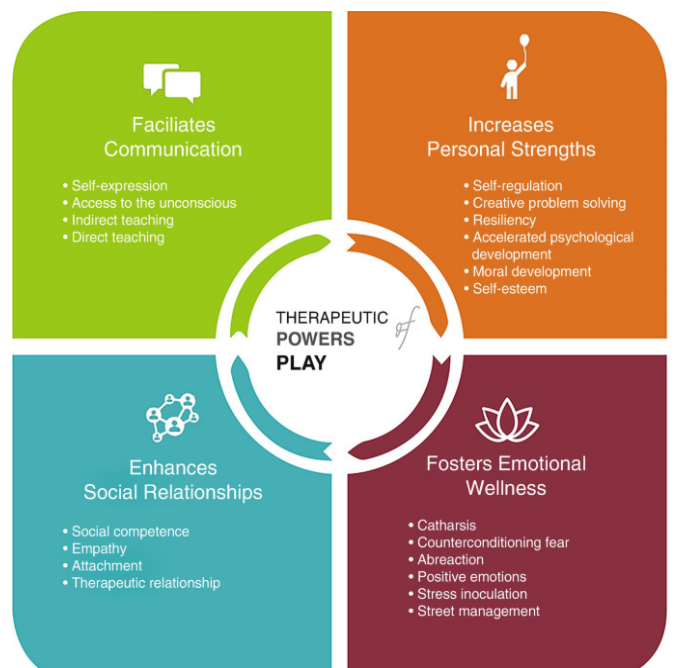 Faciliates
Communication
• Self-expression
• Access to the unconscious
• Indirect teaching
• Direct teaching
Increases
Personal Strengths
• Self-regulation
• Creative problem solving
• Resiliency
• Accelerated psychological
development
• Moral development
• Self-esteem
THERAPEUTIC of
POWERS
PLAY
Enhances
Social Relationships
• Social competence
• Empathy
• Attachment
• Therapeutic relationship
Fosters Emotional
Wellness
• Catharsis
• Counterconditioning fear
• Abreaction
• Positive emotions
• Stress inoculation
• Street management